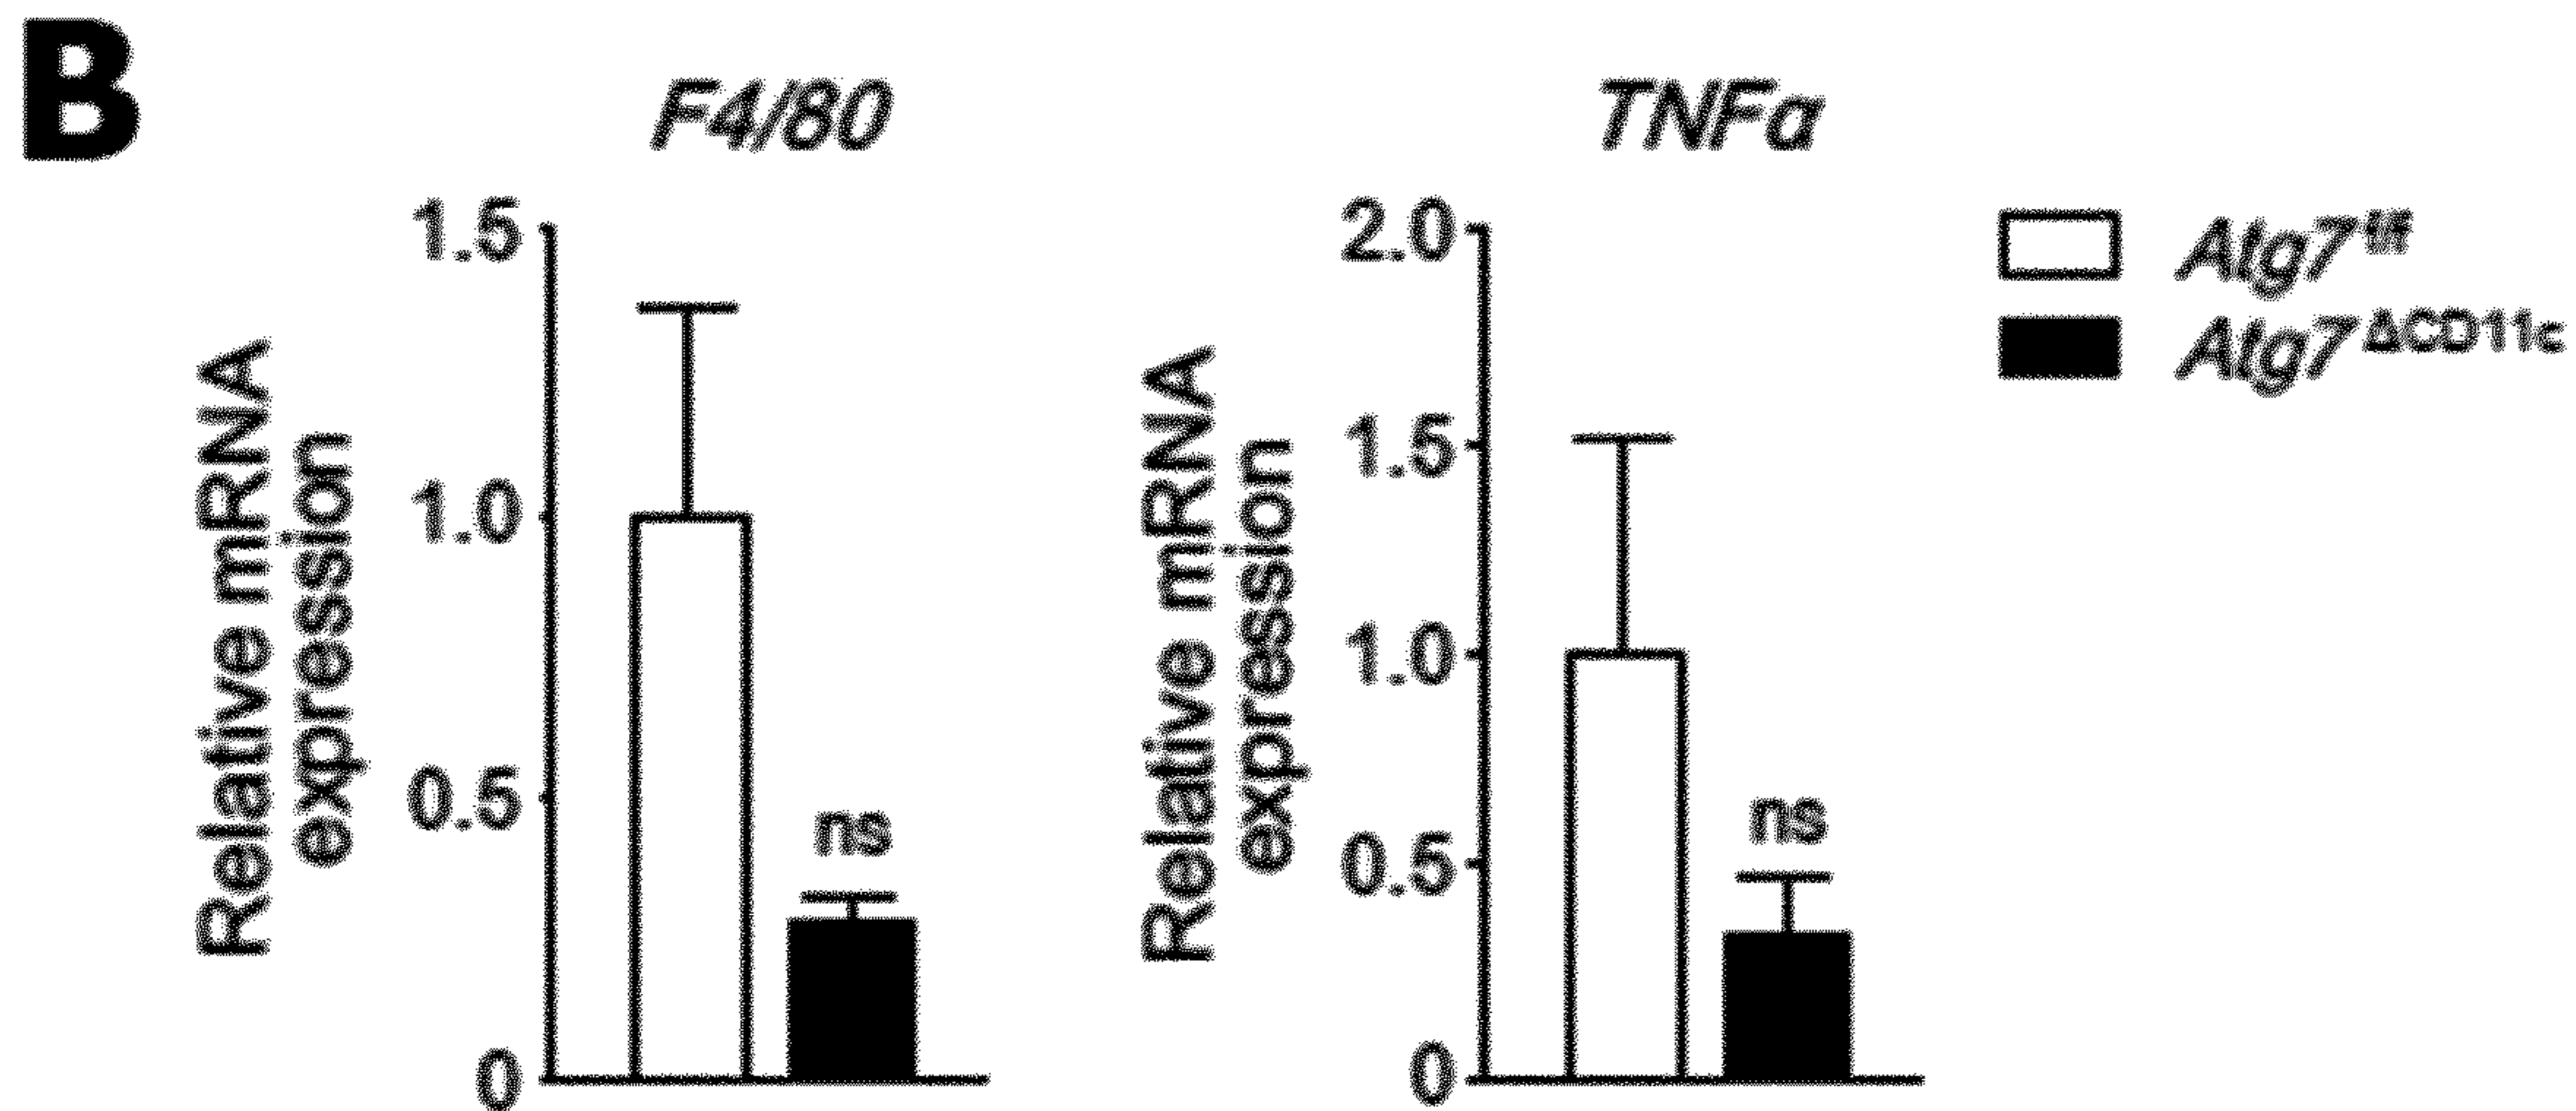 B
F4/80
Relative mRNA
expression
1.5
1.0
0.5
0
ns
TNFα
Relative mRNA
expression
2.0
1.5
1.0
0.5
0
ns
Atg7f/f
Atg7ΔCD11c